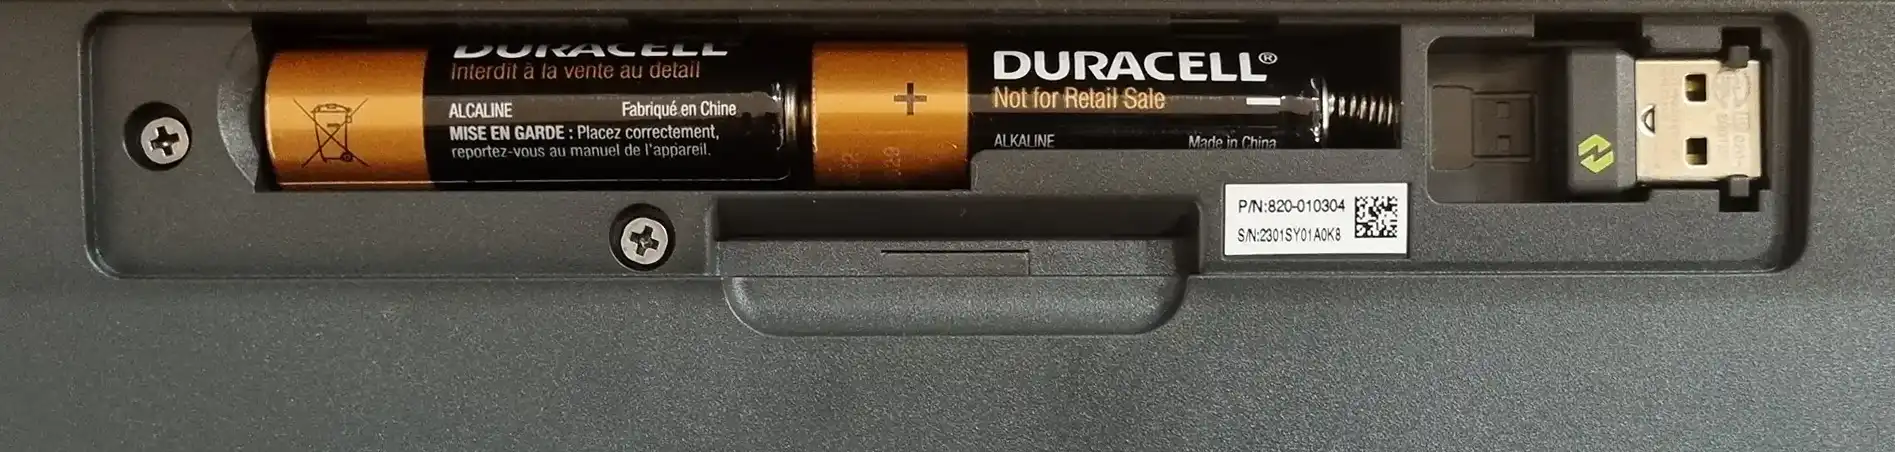 DURACELL
Interdit à la vente au detail
ALCALINE Fabriqué en Chine
MISE EN GARDE : Placez correctement,
reportez-vous au manuel de l'appareil.
+
DURACELL®
Not for Retail Sale
ALKALINE Made in China
P/N:820-010304
S/N:2301SY01A0K8